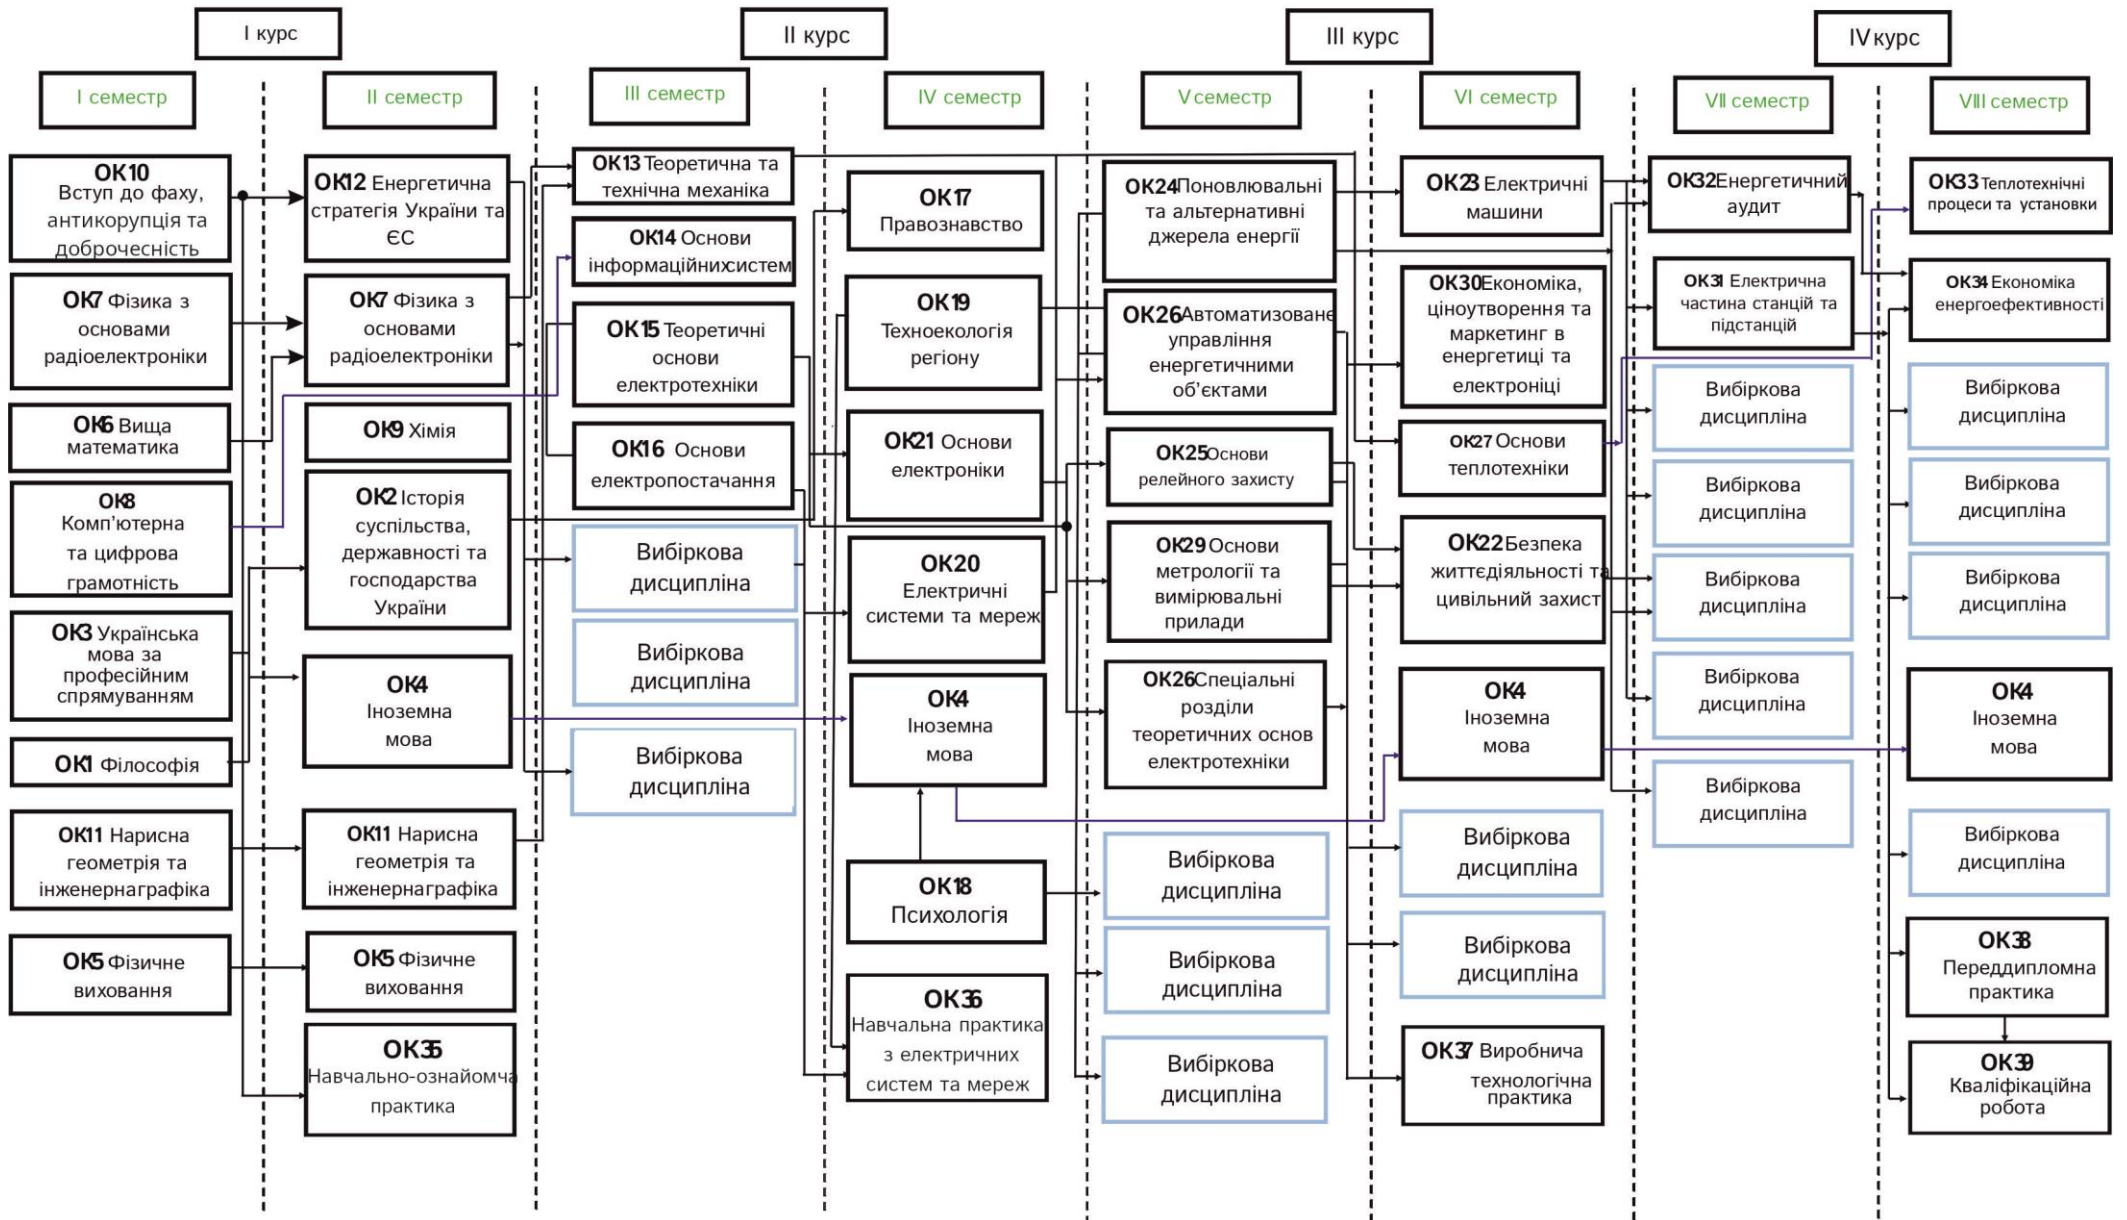 I курс
II курс
III курс
IV курс
I семестр
II семестр
III семестр
IV семестр
V семестр
VI семестр
VII семестр
VIII семестр
ОК10
Вступ до фаху,
антикорупція та
доброчесність
ОК7 Фізика з
основами
радіоелектроніки
ОК6 Вища
математика
ОК8
Комп’ютерна
та цифрова
грамотність
ОК3 Українська
мова за
професійним
спрямуванням
ОК1 Філософія
ОК11 Нарисна
геометрія та
інженернаграфіка
ОК5 Фізичне
виховання
ОК12 Енергетична
стратегія України та
ЄС
ОК7 Фізика з
основами
радіоелектроніки
ОК9 Хімія
ОК2 Історія
суспільства,
державності та
господарства
України
ОК4
Іноземна
мова
ОК11 Нарисна
геометрія та
інженернаграфіка
ОК5 Фізичне
виховання
ОК35
Навчально-ознайомча
практика
ОК13 Теоретична та
технічна механіка
ОК14 Основи
інформаційнихсистем
ОК15 Теоретичні
основи
електротехніки
ОК16 Основи
електропостачання
Вибіркова
дисципліна
Вибіркова
дисципліна
Вибіркова
дисципліна
ОК17
Правознавство
ОК19
Техноекологія
регіону
ОК21 Основи
електроніки
ОК20
Електричні
системи та мереж
ОК4
Іноземна
мова
ОК18
Психологія
ОК36
Навчальна практика
з електричних
систем та мереж
ОК24 Поновлювальні
та альтернативні
джерела енергії
ОК26 Автоматизоване
управління
енергетичними
об’єктами
ОК25 Основи
релейного захисту
ОК29 Основи
метрології та
вимірювальні
прилади
ОК26 Спеціальні
розділи
теоретичних основ
електротехніки
Вибіркова
дисципліна
Вибіркова
дисципліна
Вибіркова
дисципліна
ОК23 Електричні
машини
ОК30 Економіка,
ціноутворення та
маркетинг в
енергетиці та
електроніці
ОК27 Основи
теплотехніки
ОК22 Безпека
життєдіяльності та
цивільний захист
ОК4
Іноземна
мова
Вибіркова
дисципліна
Вибіркова
дисципліна
ОК37 Виробнича
технологічна
практика
ОК32 Енергетичний
аудит
ОК31 Електрична
частина станцій та
підстанцій
Вибіркова
дисципліна
Вибіркова
дисципліна
Вибіркова
дисципліна
Вибіркова
дисципліна
Вибіркова
дисципліна
ОК33 Теплотехнічні
процеси та установки
ОК34 Економіка
енергоефективності
Вибіркова
дисципліна
Вибіркова
дисципліна
Вибіркова
дисципліна
ОК4
Іноземна
мова
Вибіркова
дисципліна
ОК38
Переддипломна
практика
ОК39
Кваліфікаційна
робота